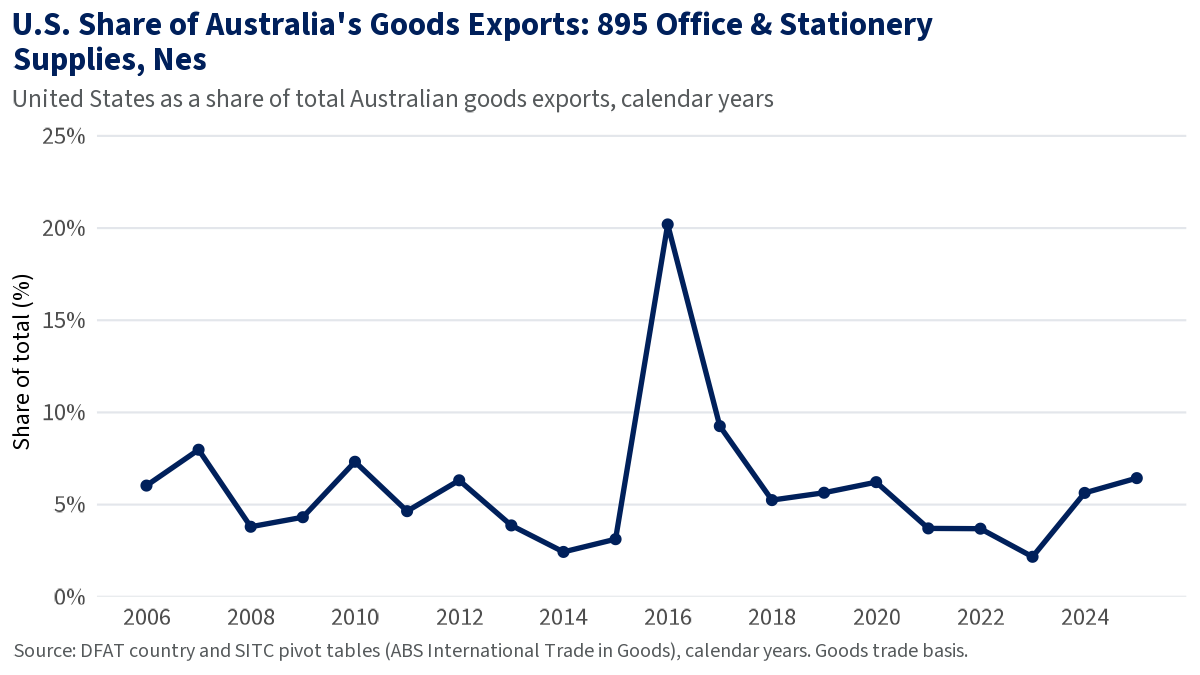 U.S. Share of Australia's Goods Exports: 895 Office & Stationery
Supplies, Nes
United States as a share of total Australian goods exports, calendar years
Share of total (%)
25%
20%
15%
10%
5%
0%
2006 2008 2010 2012 2014 2016 2018 2020 2022 2024
Source: DFAT country and SITC pivot tables (ABS International Trade in Goods), calendar years. Goods trade basis.